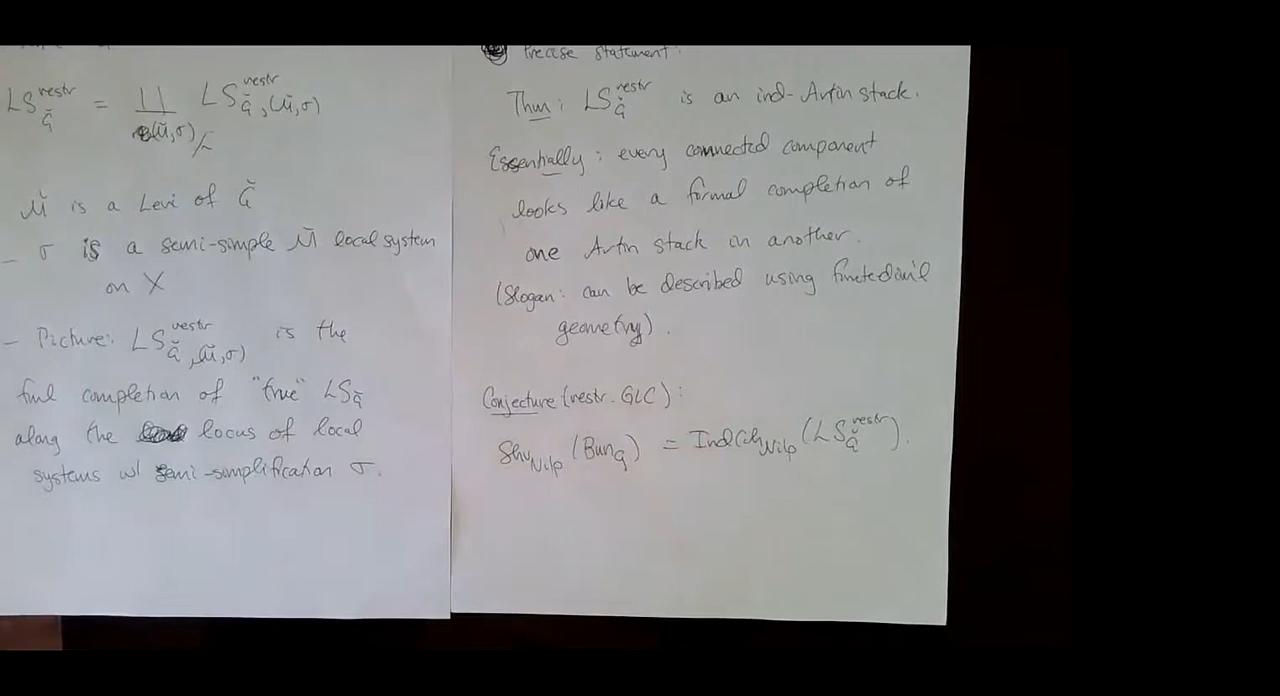 LS^{restr}_{Ǧ} = ∐_{(M̌,σ)/~} LS^{restr}_{Ǧ,(M̌,σ)}
M̌ is a Levi of Ǧ
– σ is a semi-simple M̌ local system
on X
– Picture: LS^{restr}_{Ǧ,(M̌,σ)} is the
fml completion of "true" LS_{Ǧ}
along the locus of local
systems w/ semi-simplification σ.
Precise statement:
Thm: LS^{restr}_{Ǧ} is an ind-Artin stack.
Essentially: every connected component
looks like a formal completion of
one Artin stack in another.
(Slogan: can be described using finite dim'l
geometry).
Conjecture (restr. GLC):
Shv_{Nilp}(Bun_G) = IndCoh_{Nilp}(LS^{restr}_{Ǧ}).